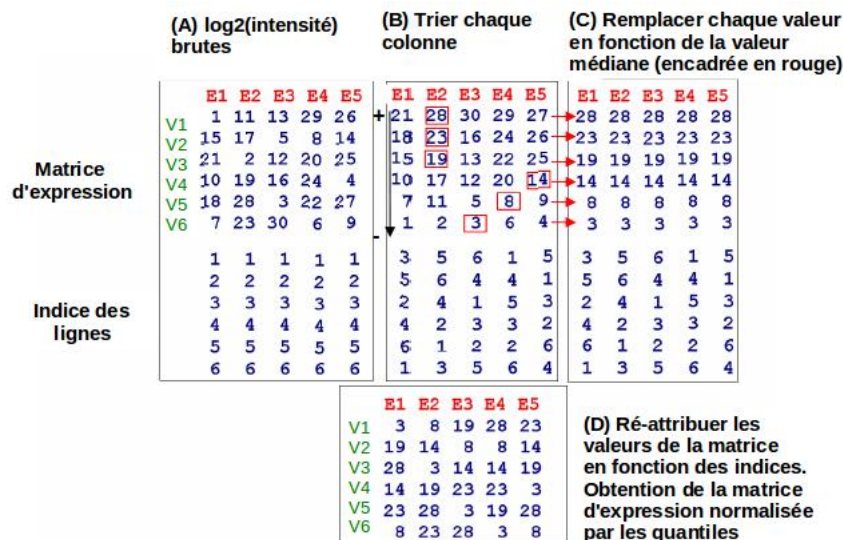 (A) log2(intensité)
brutes
(B) Trier chaque
colonne
(C) Remplacer chaque valeur
en fonction de la valeur
médiane (encadrée en rouge)
Matrice
d'expression
E1 E2 E3 E4 E5
V1 1 11 13 29 26
V2 15 17 5 8 14
V3 21 2 12 20 25
V4 10 19 16 24 4
V5 18 28 3 22 27
V6 7 23 30 6 9
+
-
E1 E2 E3 E4 E5
21 28 30 29 27
18 23 16 24 26
15 19 13 22 25
10 17 12 20 14
7 11 5 8 9
1 2 3 6 4
E1 E2 E3 E4 E5
28 28 28 28 28
23 23 23 23 23
19 19 19 19 19
14 14 14 14 14
8 8 8 8 8
3 3 3 3 3
Indice des
lignes
1 1 1 1 1
2 2 2 2 2
3 3 3 3 3
4 4 4 4 4
5 5 5 5 5
6 6 6 6 6
3 5 6 1 5
5 6 4 4 1
2 4 1 5 3
4 2 3 3 2
6 1 2 2 6
1 3 5 6 4
3 5 6 1 5
5 6 4 4 1
2 4 1 5 3
4 2 3 3 2
6 1 2 2 6
1 3 5 6 4
E1 E2 E3 E4 E5
V1 3 8 19 28 23
V2 19 14 8 8 14
V3 28 3 14 14 19
V4 14 19 23 23 3
V5 23 28 3 19 28
V6 8 23 28 3 8
(D) Ré-attribuer les
valeurs de la matrice
en fonction des indices.
Obtention de la matrice
d'expression normalisée
par les quantiles